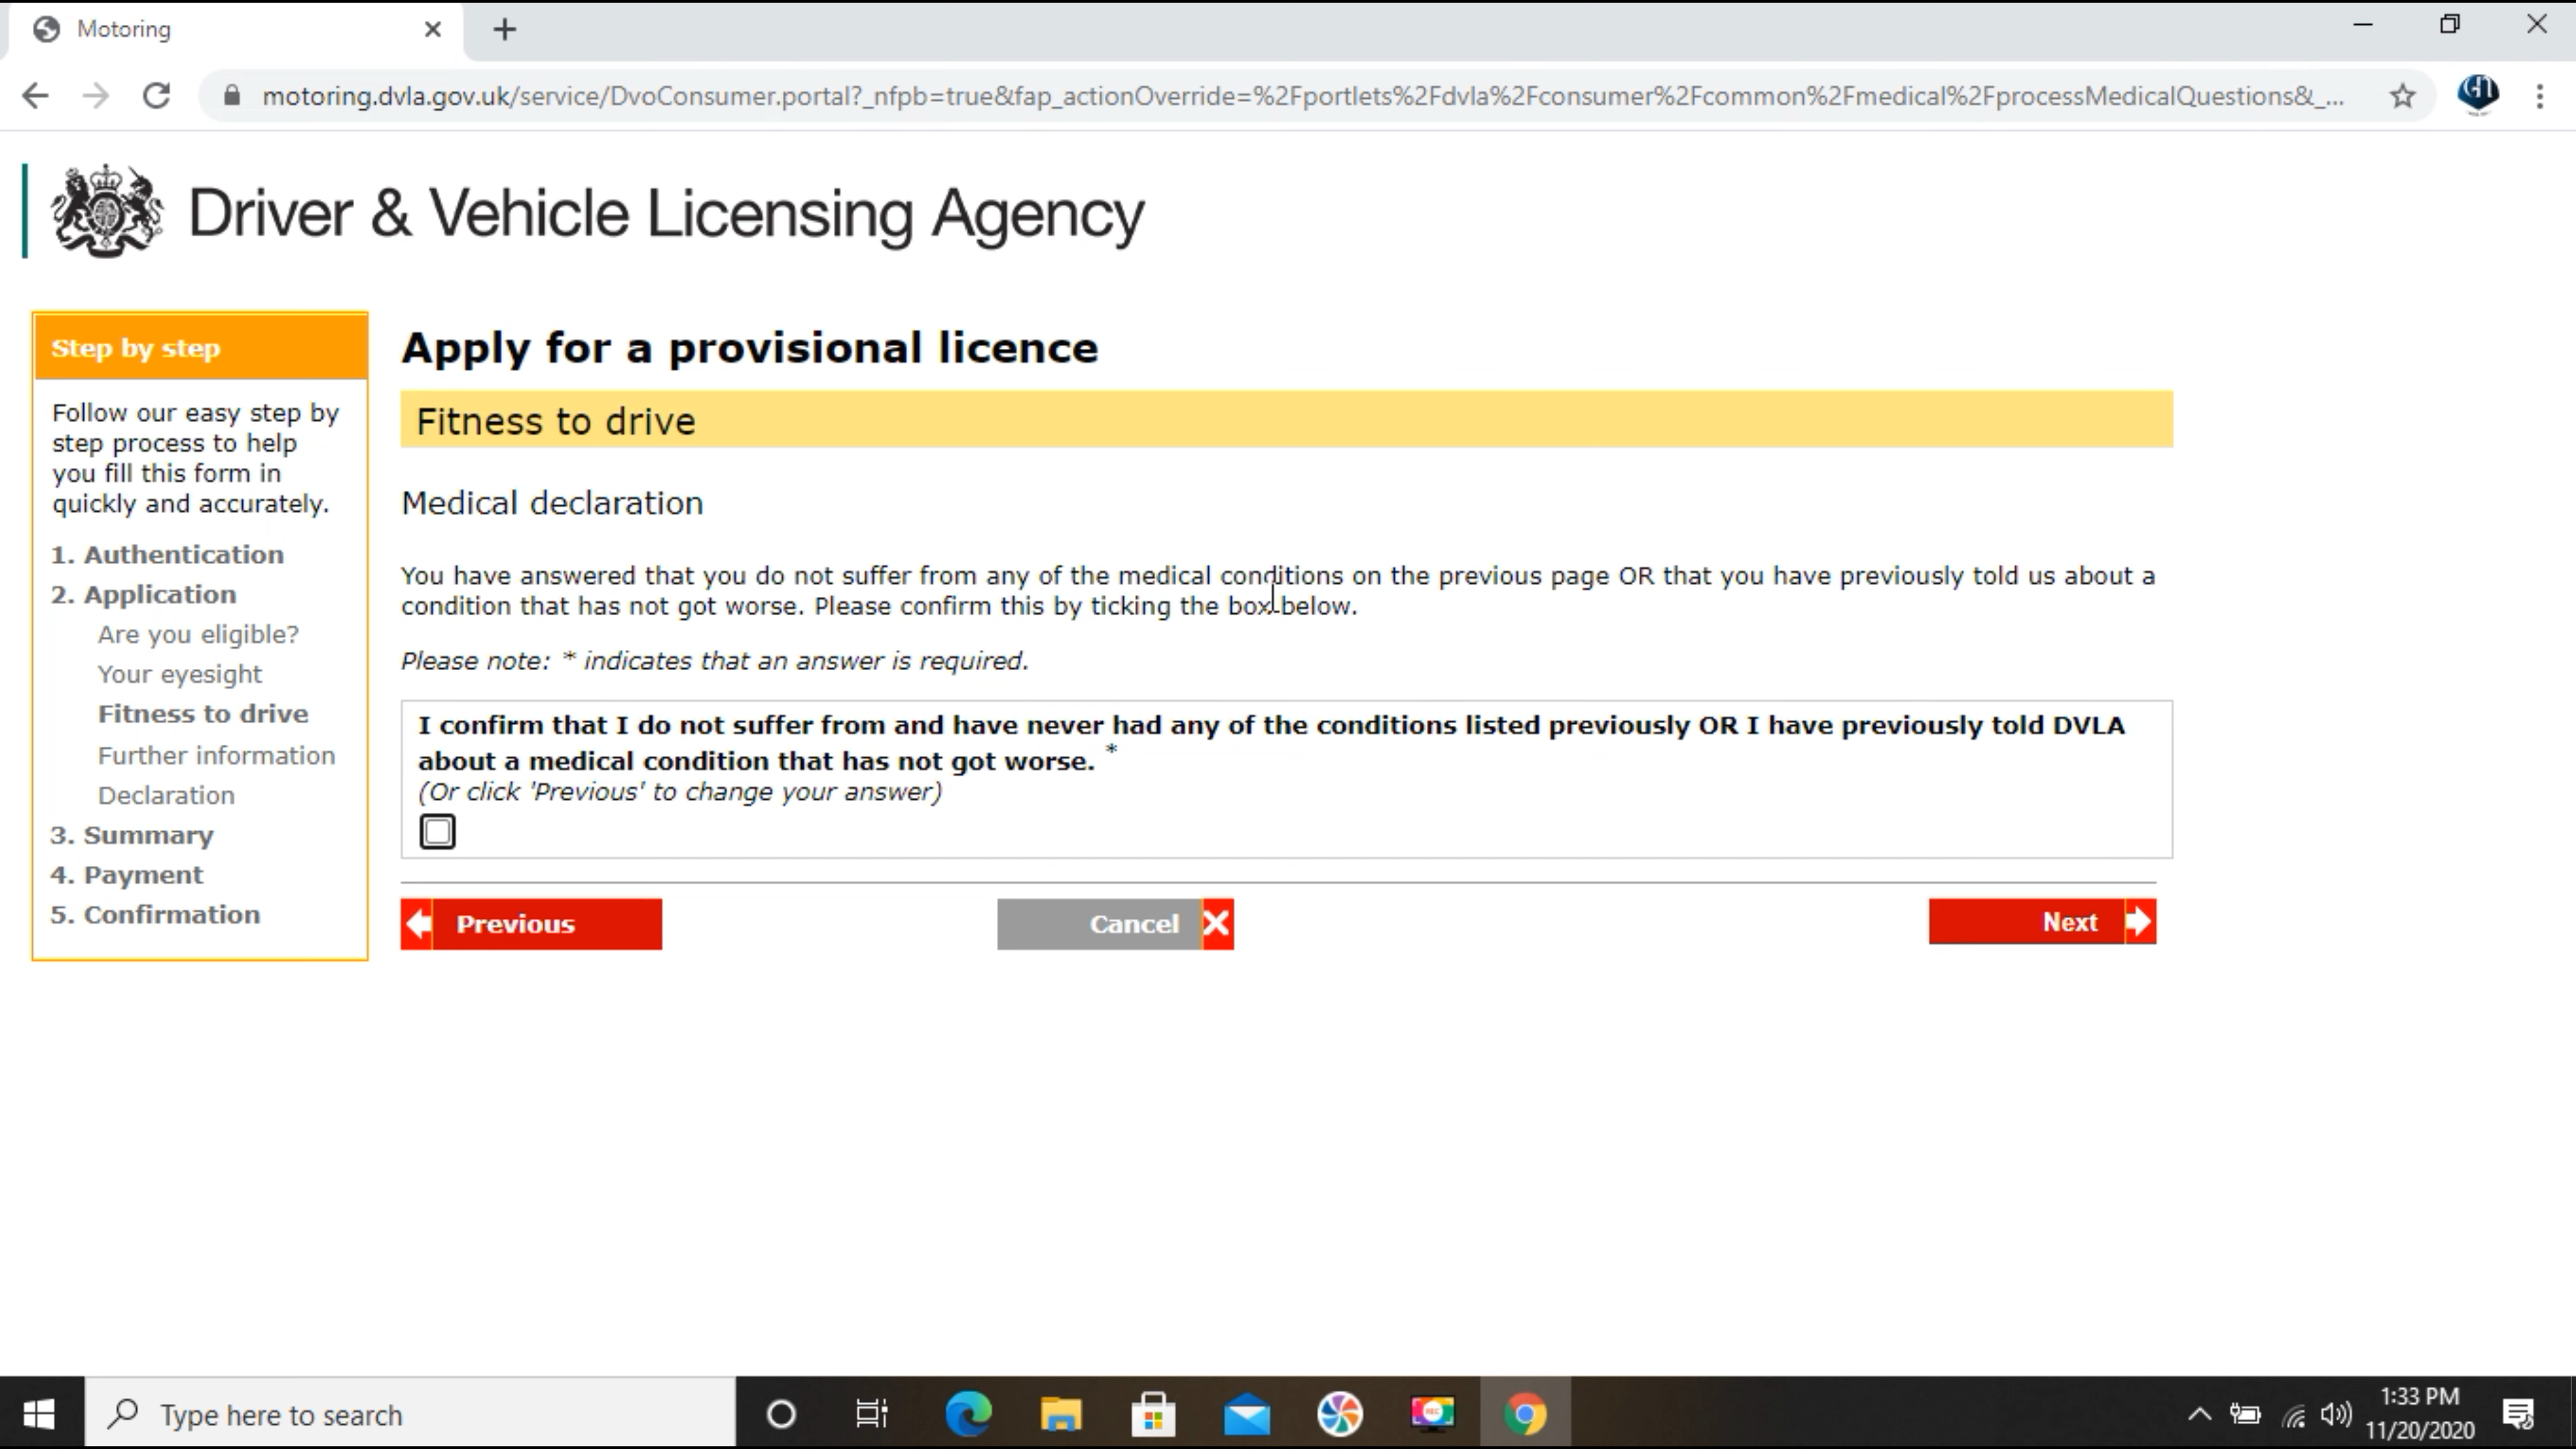 Motoring
motoring.dvla.gov.uk/service/DvoConsumer.portal?_nfpb=true&fap_actionOverride=%2Fportlets%2Fdvla%2Fconsumer%2Fcommon%2Fmedical%2FprocessMedicalQuestions&_...
Driver & Vehicle Licensing Agency
Step by step
Follow our easy step by
step process to help
you fill this form in
quickly and accurately.
1. Authentication
2. Application
Are you eligible?
Your eyesight
Fitness to drive
Further information
Declaration
3. Summary
4. Payment
5. Confirmation
Apply for a provisional licence
Fitness to drive
Medical declaration
You have answered that you do not suffer from any of the medical conditions on the previous page OR that you have previously told us about a
condition that has not got worse. Please confirm this by ticking the box below.
Please note: * indicates that an answer is required.
I confirm that I do not suffer from and have never had any of the conditions listed previously OR I have previously told DVLA
about a medical condition that has not got worse. *
(Or click 'Previous' to change your answer)
Previous
Cancel
Next
Type here to search
1:33 PM
11/20/2020